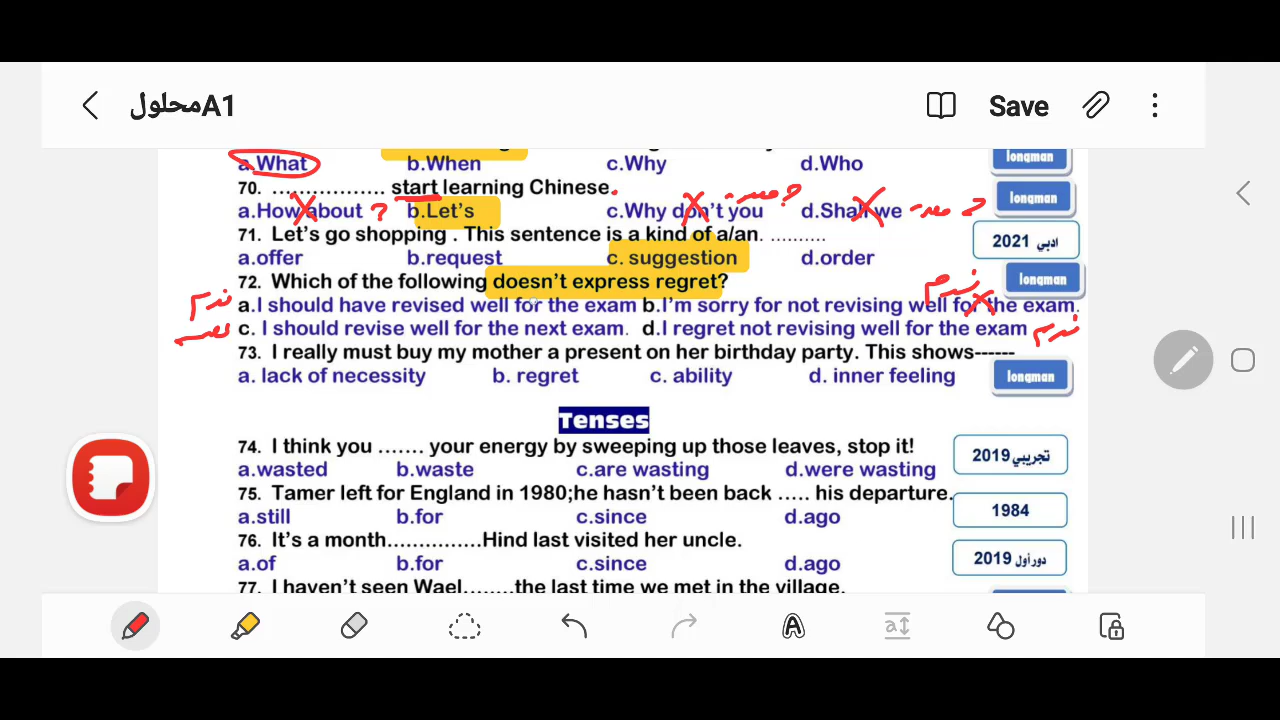 محلولA1
Save
a.What b.When c.Why d.Who
longman
70. ................. start learning Chinese.
longman
a.How about ? b.Let's c.Why don't you d.Shall we
71. Let's go shopping . This sentence is a kind of a/an. ..........
ادبي 2021
a.offer b.request c. suggestion d.order
72. Which of the following doesn't express regret?
longman
ندم a.I should have revised well for the exam b.I'm sorry for not revising well for the exam. ندم
c. I should revise well for the next exam. d.I regret not revising well for the exam ندم
73. I really must buy my mother a present on her birthday party. This shows------
a. lack of necessity b. regret c. ability d. inner feeling
longman
Tenses
74. I think you ....... your energy by sweeping up those leaves, stop it!
تجريبي 2019
a.wasted b.waste c.are wasting d.were wasting
75. Tamer left for England in 1980;he hasn't been back ..... his departure.
1984
a.still b.for c.since d.ago
76. It's a month...............Hind last visited her uncle.
دور أول 2019
a.of b.for c.since d.ago
77. I haven't seen Wael........the last time we met in the village.